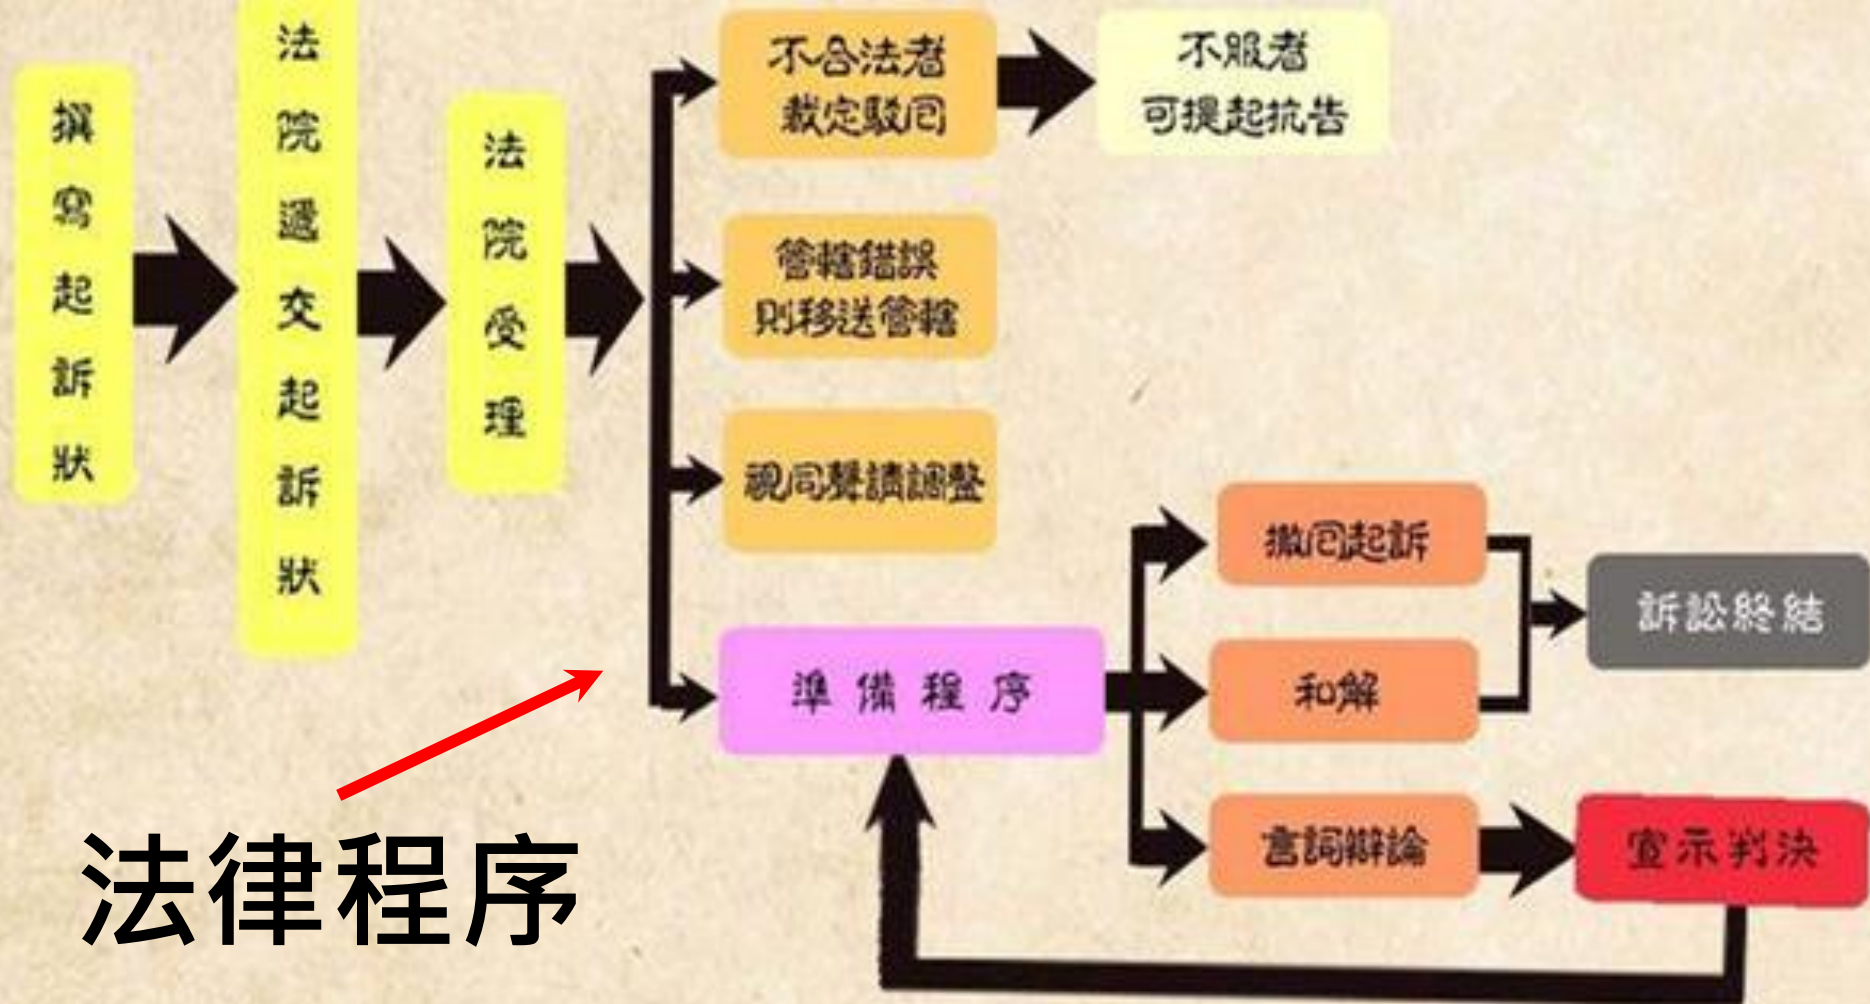 撰寫起訴狀
法院遞交起訴狀
法院受理
不合法者
裁定駁回
不服者
可提起抗告
管轄錯誤
則移送管轄
視同聲請調整
準備程序
撤回起訴
和解
言詞辯論
訴訟終結
宣示判決
法律程序